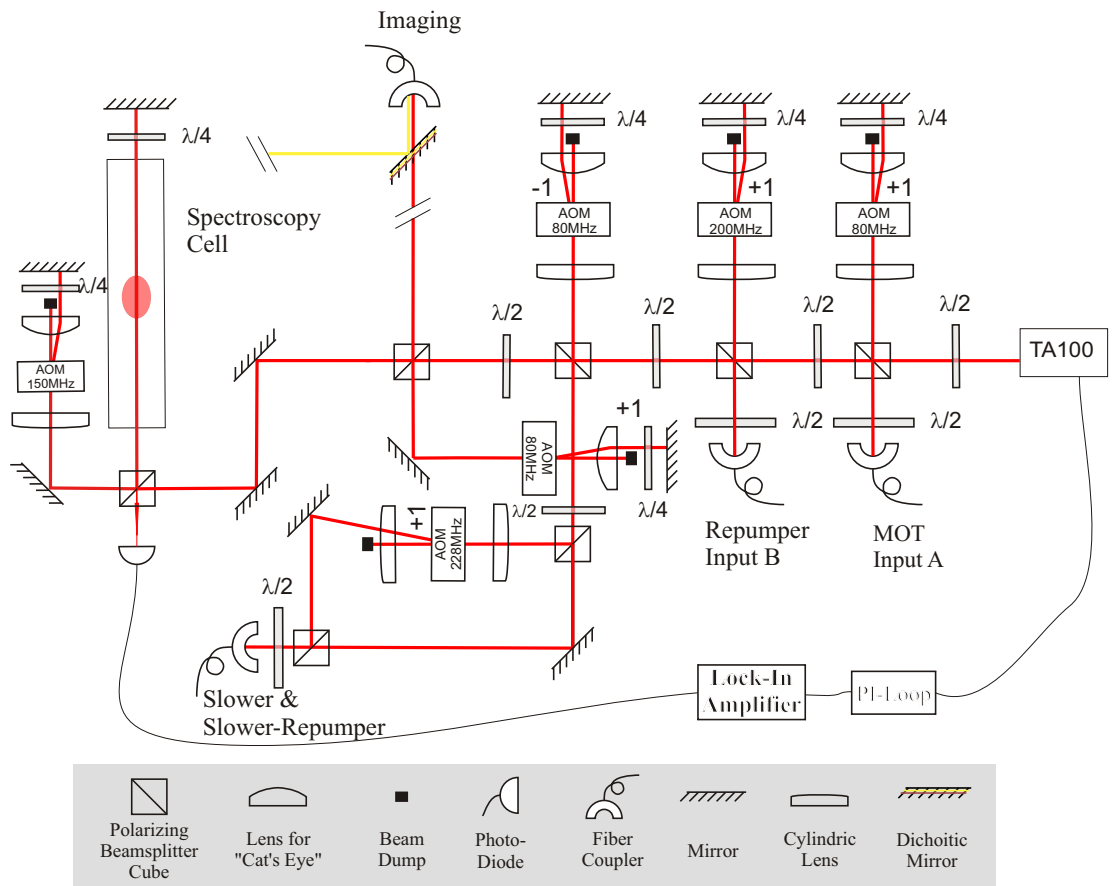 Imaging
λ/4
λ/4
λ/4
λ/4
-1
+1
+1
AOM
80MHz
AOM
200MHz
AOM
80MHz
Spectroscopy
Cell
λ/4
AOM
150MHz
λ/2
λ/2
λ/2
λ/2
TA100
+1
AOM
80MHz
λ/2
λ/2
λ/4
λ/2
+1
AOM
228MHz
Repumper
Input B
MOT
Input A
λ/2
Slower &
Slower-Repumper
Lock-In
Amplifier
PI-Loop
Polarizing
Beamsplitter
Cube
Lens for
"Cat's Eye"
Beam
Dump
Photo-
Diode
Fiber
Coupler
Mirror
Cylindric
Lens
Dichoitic
Mirror